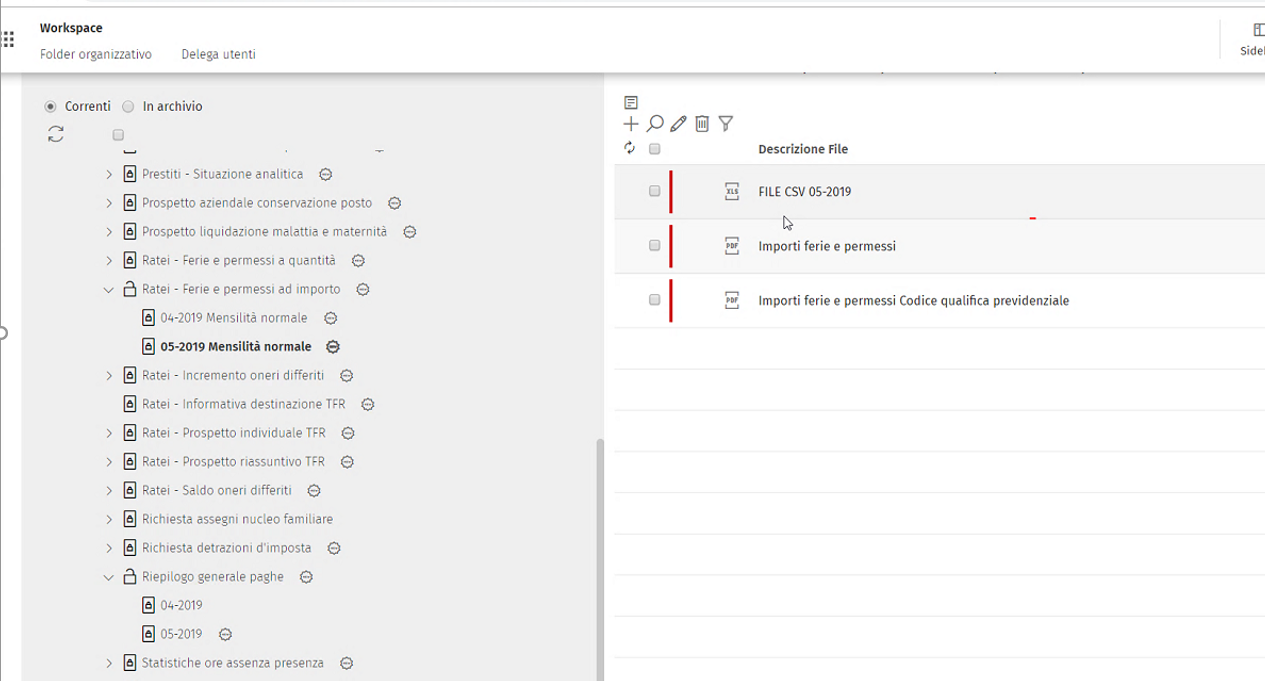 Workspace
Folder organizzativo Delega utenti
Correnti In archivio
Prestiti - Situazione analitica
Prospetto aziendale conservazione posto
Prospetto liquidazione malattia e maternità
Ratei - Ferie e permessi a quantità
Ratei - Ferie e permessi ad importo
04-2019 Mensilità normale
05-2019 Mensilità normale
Ratei - Incremento oneri differiti
Ratei - Informativa destinazione TFR
Ratei - Prospetto individuale TFR
Ratei - Prospetto riassuntivo TFR
Ratei - Saldo oneri differiti
Richiesta assegni nucleo familiare
Richiesta detrazioni d'imposta
Riepilogo generale paghe
04-2019
05-2019
Statistiche ore assenza presenza
Descrizione File
XLS FILE CSV 05-2019
PDF Importi ferie e permessi
PDF Importi ferie e permessi Codice qualifica previdenziale